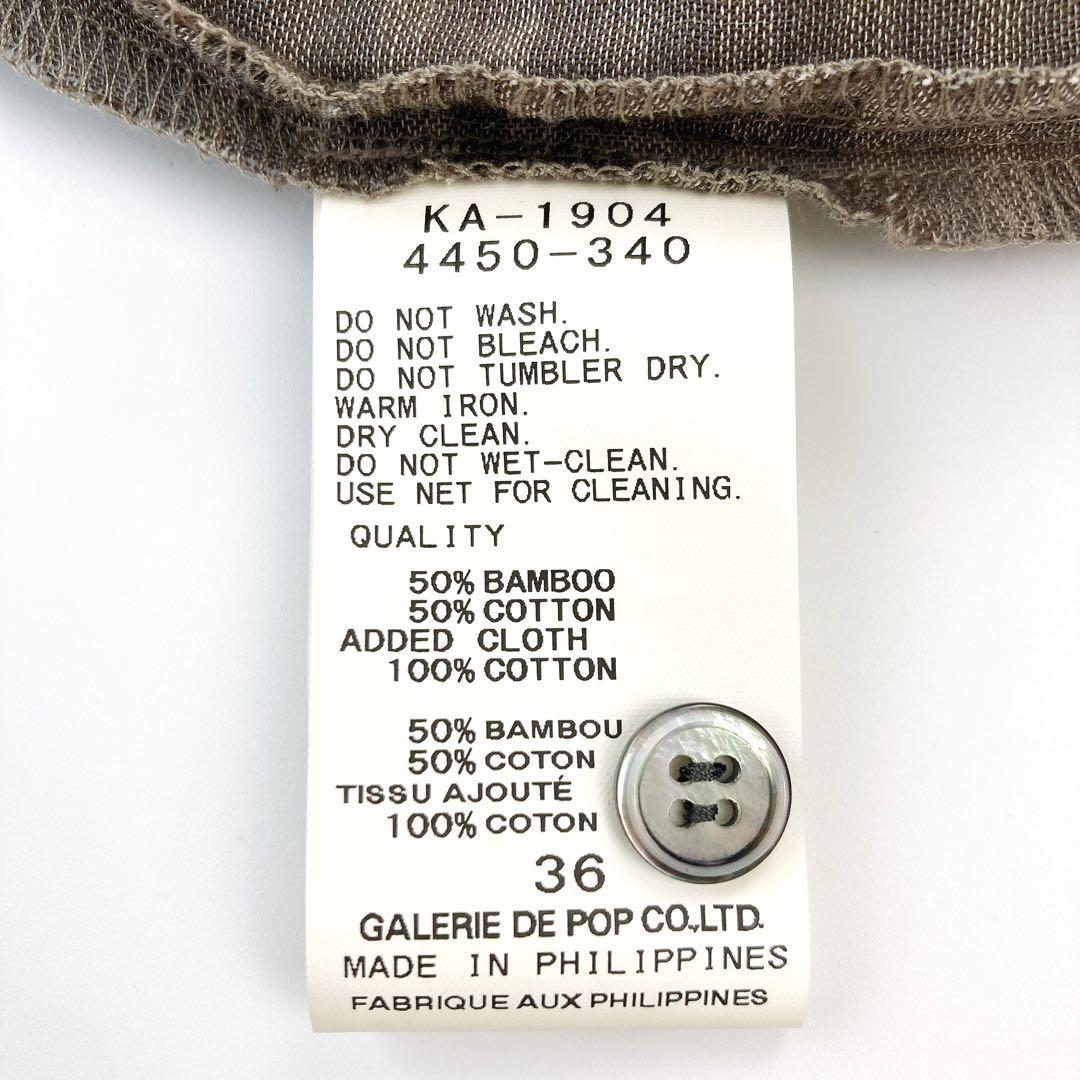 KA-1904
4450-340
DO NOT WASH.
DO NOT BLEACH.
DO NOT TUMBLER DRY.
WARM IRON.
DRY CLEAN.
DO NOT WET-CLEAN.
USE NET FOR CLEANING.
QUALITY
50% BAMBOO
50% COTTON
ADDED CLOTH
100% COTTON
50% BAMBOU
50% COTON
TISSU AJOUTÉ
100% COTON
36
GALERIE DE POP CO.,LTD.
MADE IN PHILIPPINES
FABRIQUE AUX PHILIPPINES